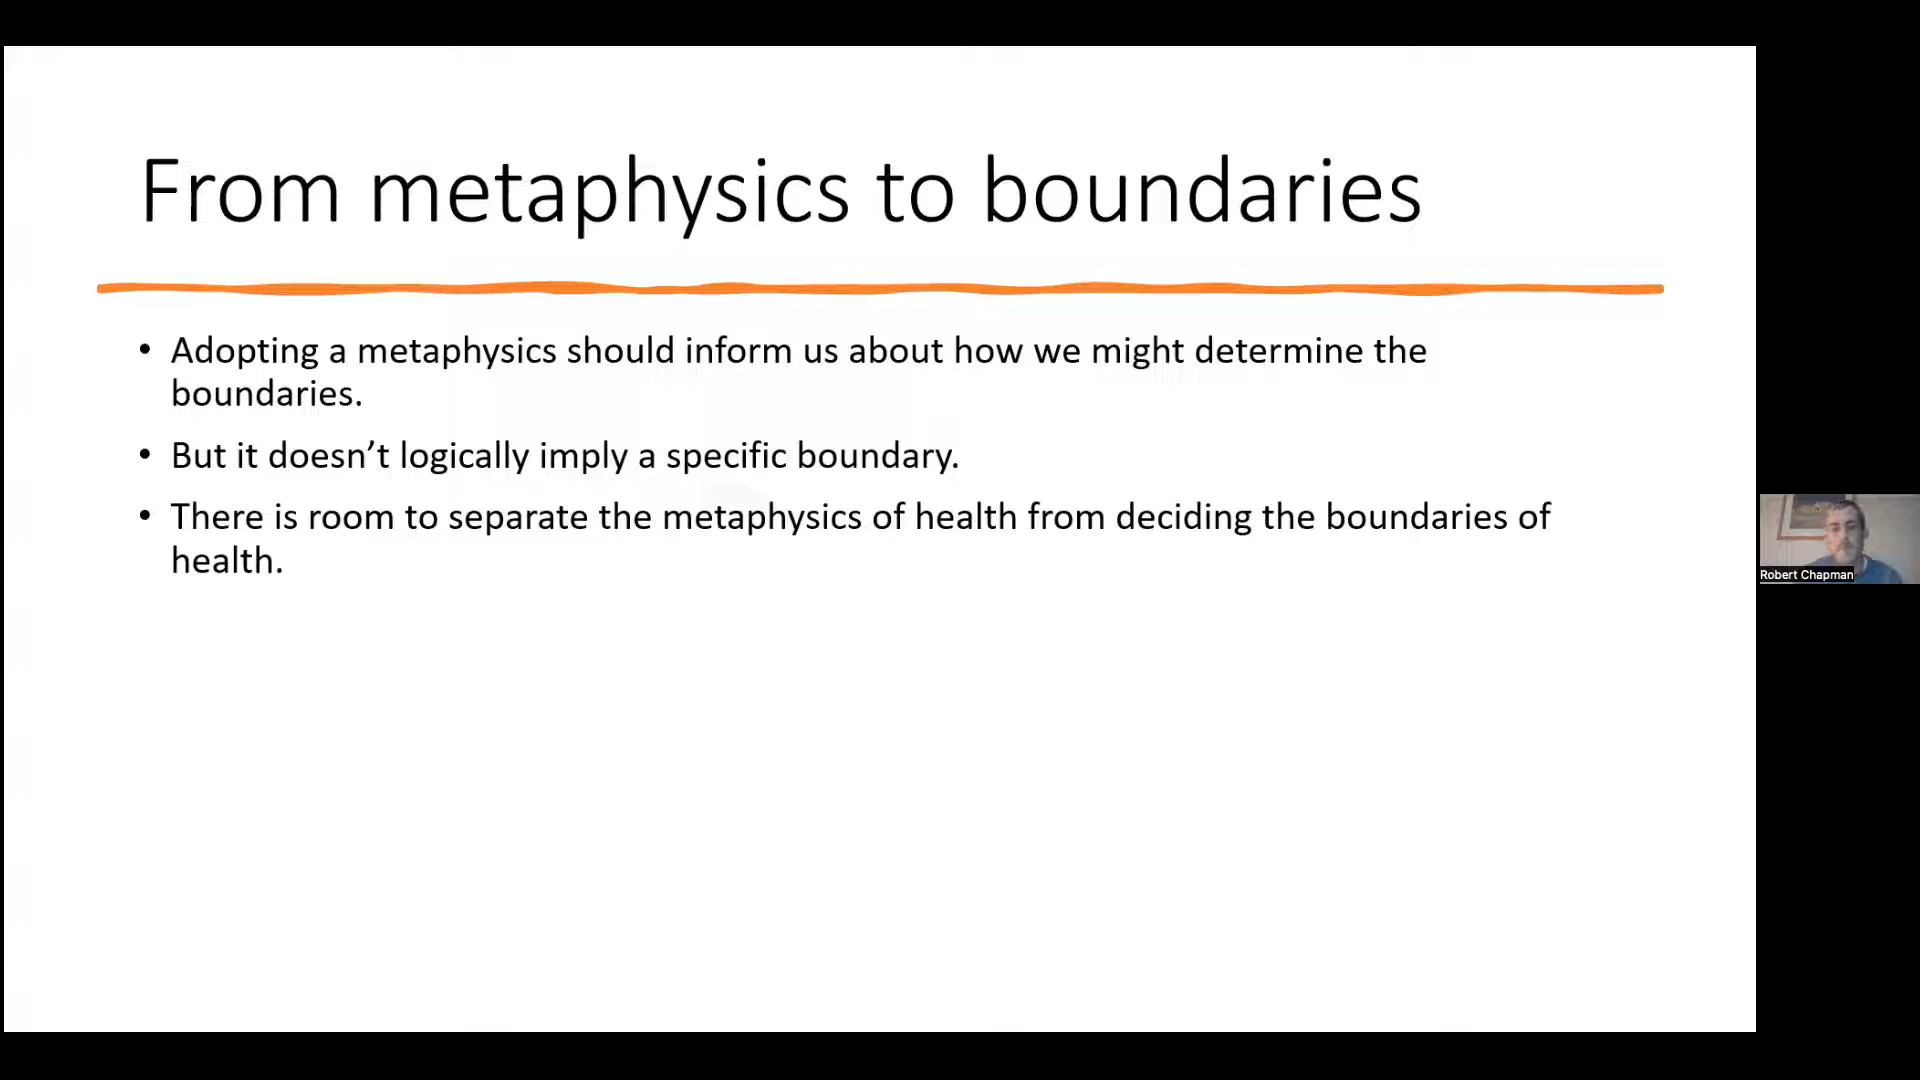 From metaphysics to boundaries
• Adopting a metaphysics should inform us about how we might determine the
boundaries.
• But it doesn’t logically imply a specific boundary.
• There is room to separate the metaphysics of health from deciding the boundaries of
health.
Robert Chapman